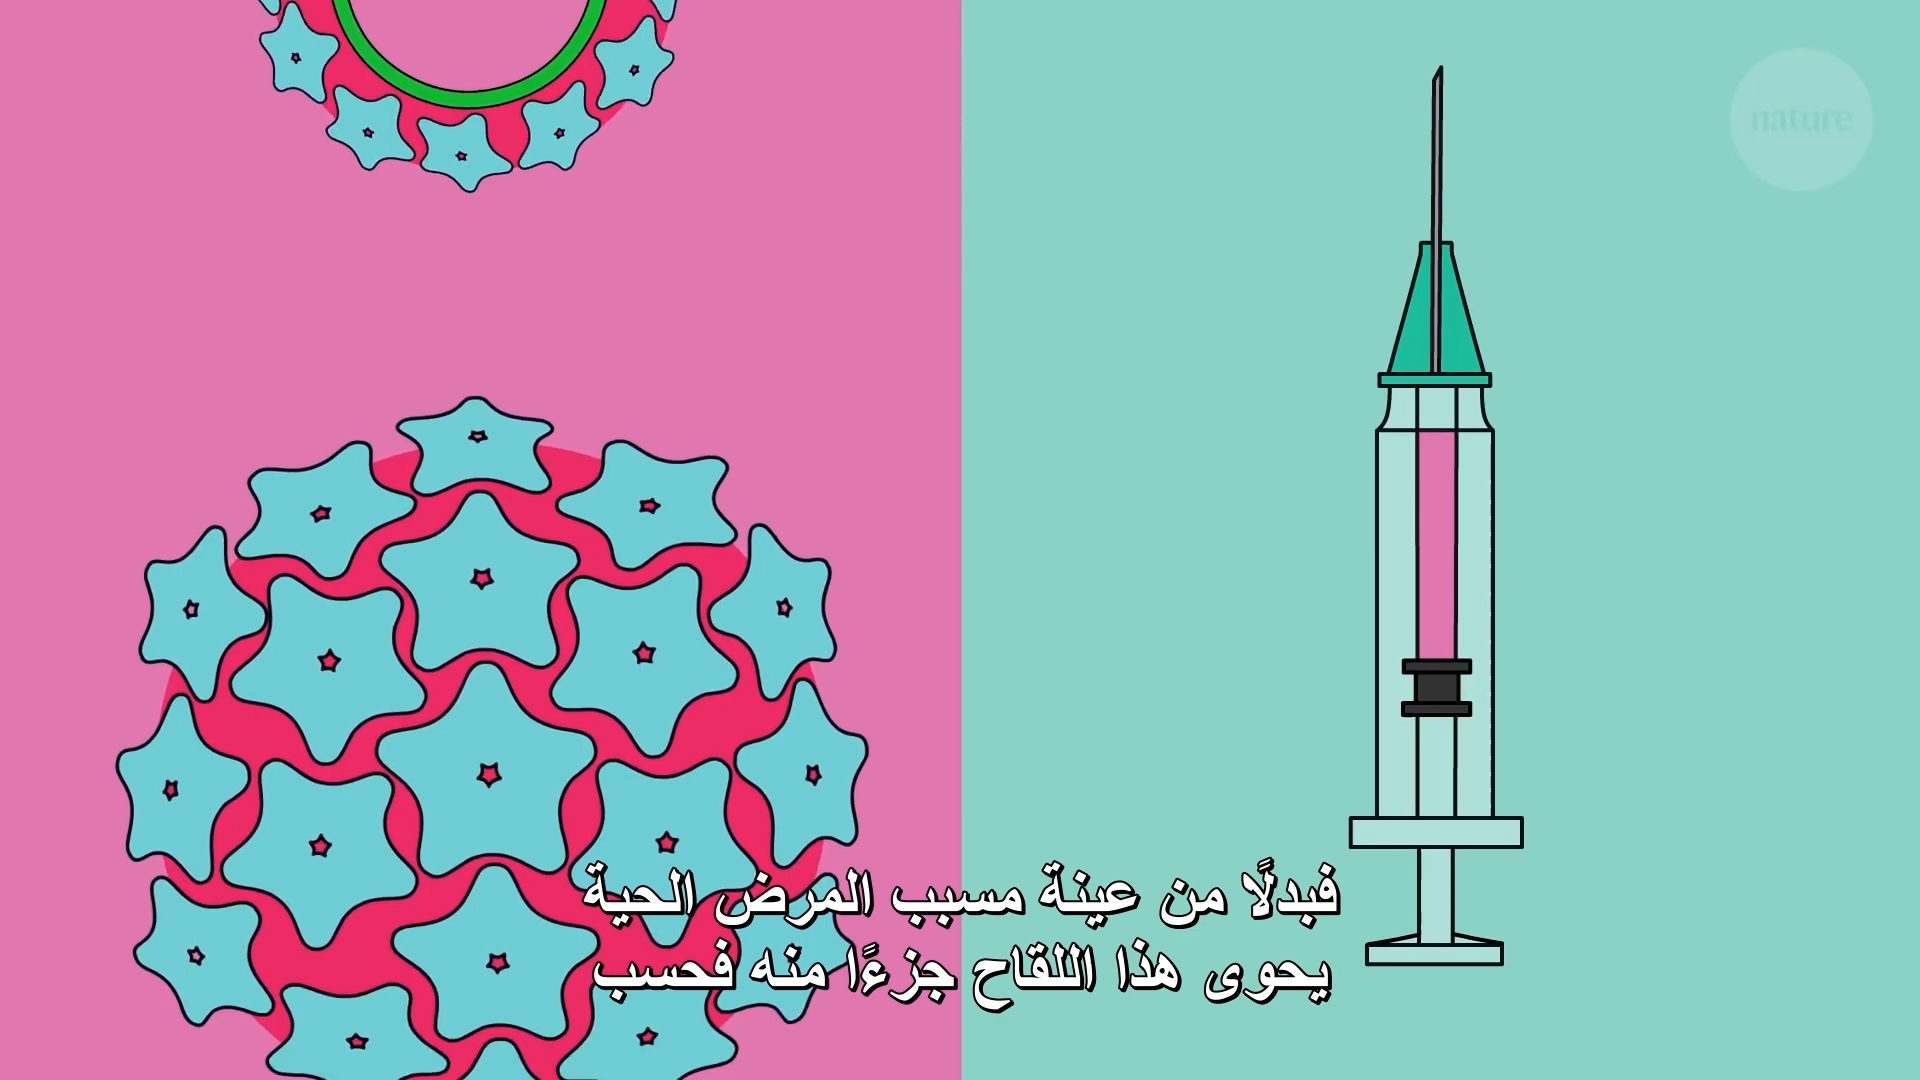 nature
فبدلًا من عينة مسبب المرض الحية
يحوى هذا اللقاح جزءًا منه فحسب